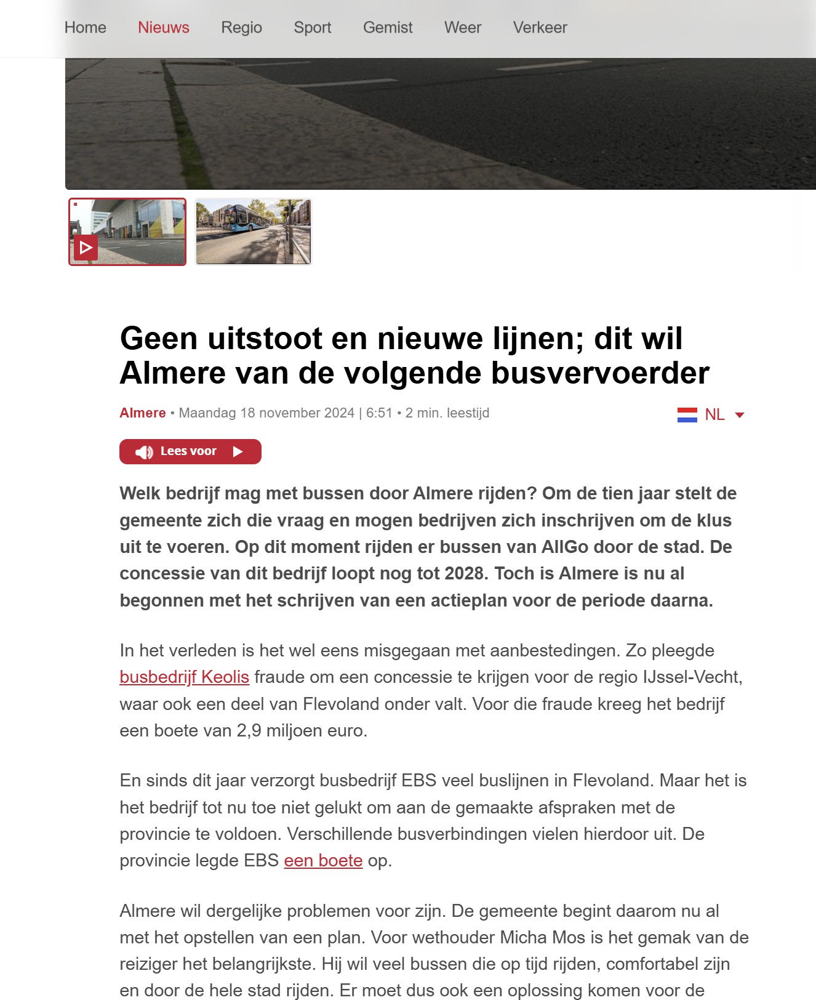 Home Nieuws Regio Sport Gemist Weer Verkeer
Geen uitstoot en nieuwe lijnen; dit wil
Almere van de volgende busvervoerder
Almere • Maandag 18 november 2024 | 6:51 • 2 min. leestijd
NL
Lees voor
Welk bedrijf mag met bussen door Almere rijden? Om de tien jaar stelt de
gemeente zich die vraag en mogen bedrijven zich inschrijven om de klus
uit te voeren. Op dit moment rijden er bussen van AllGo door de stad. De
concessie van dit bedrijf loopt nog tot 2028. Toch is Almere is nu al
begonnen met het schrijven van een actieplan voor de periode daarna.
In het verleden is het wel eens misgegaan met aanbestedingen. Zo pleegde
busbedrijf Keolis fraude om een concessie te krijgen voor de regio IJssel-Vecht,
waar ook een deel van Flevoland onder valt. Voor die fraude kreeg het bedrijf
een boete van 2,9 miljoen euro.
En sinds dit jaar verzorgt busbedrijf EBS veel buslijnen in Flevoland. Maar het is
het bedrijf tot nu toe niet gelukt om aan de gemaakte afspraken met de
provincie te voldoen. Verschillende busverbindingen vielen hierdoor uit. De
provincie legde EBS een boete op.
Almere wil dergelijke problemen voor zijn. De gemeente begint daarom nu al
met het opstellen van een plan. Voor wethouder Micha Mos is het gemak van de
reiziger het belangrijkste. Hij wil veel bussen die op tijd rijden, comfortabel zijn
en door de hele stad rijden. Er moet dus ook een oplossing komen voor de